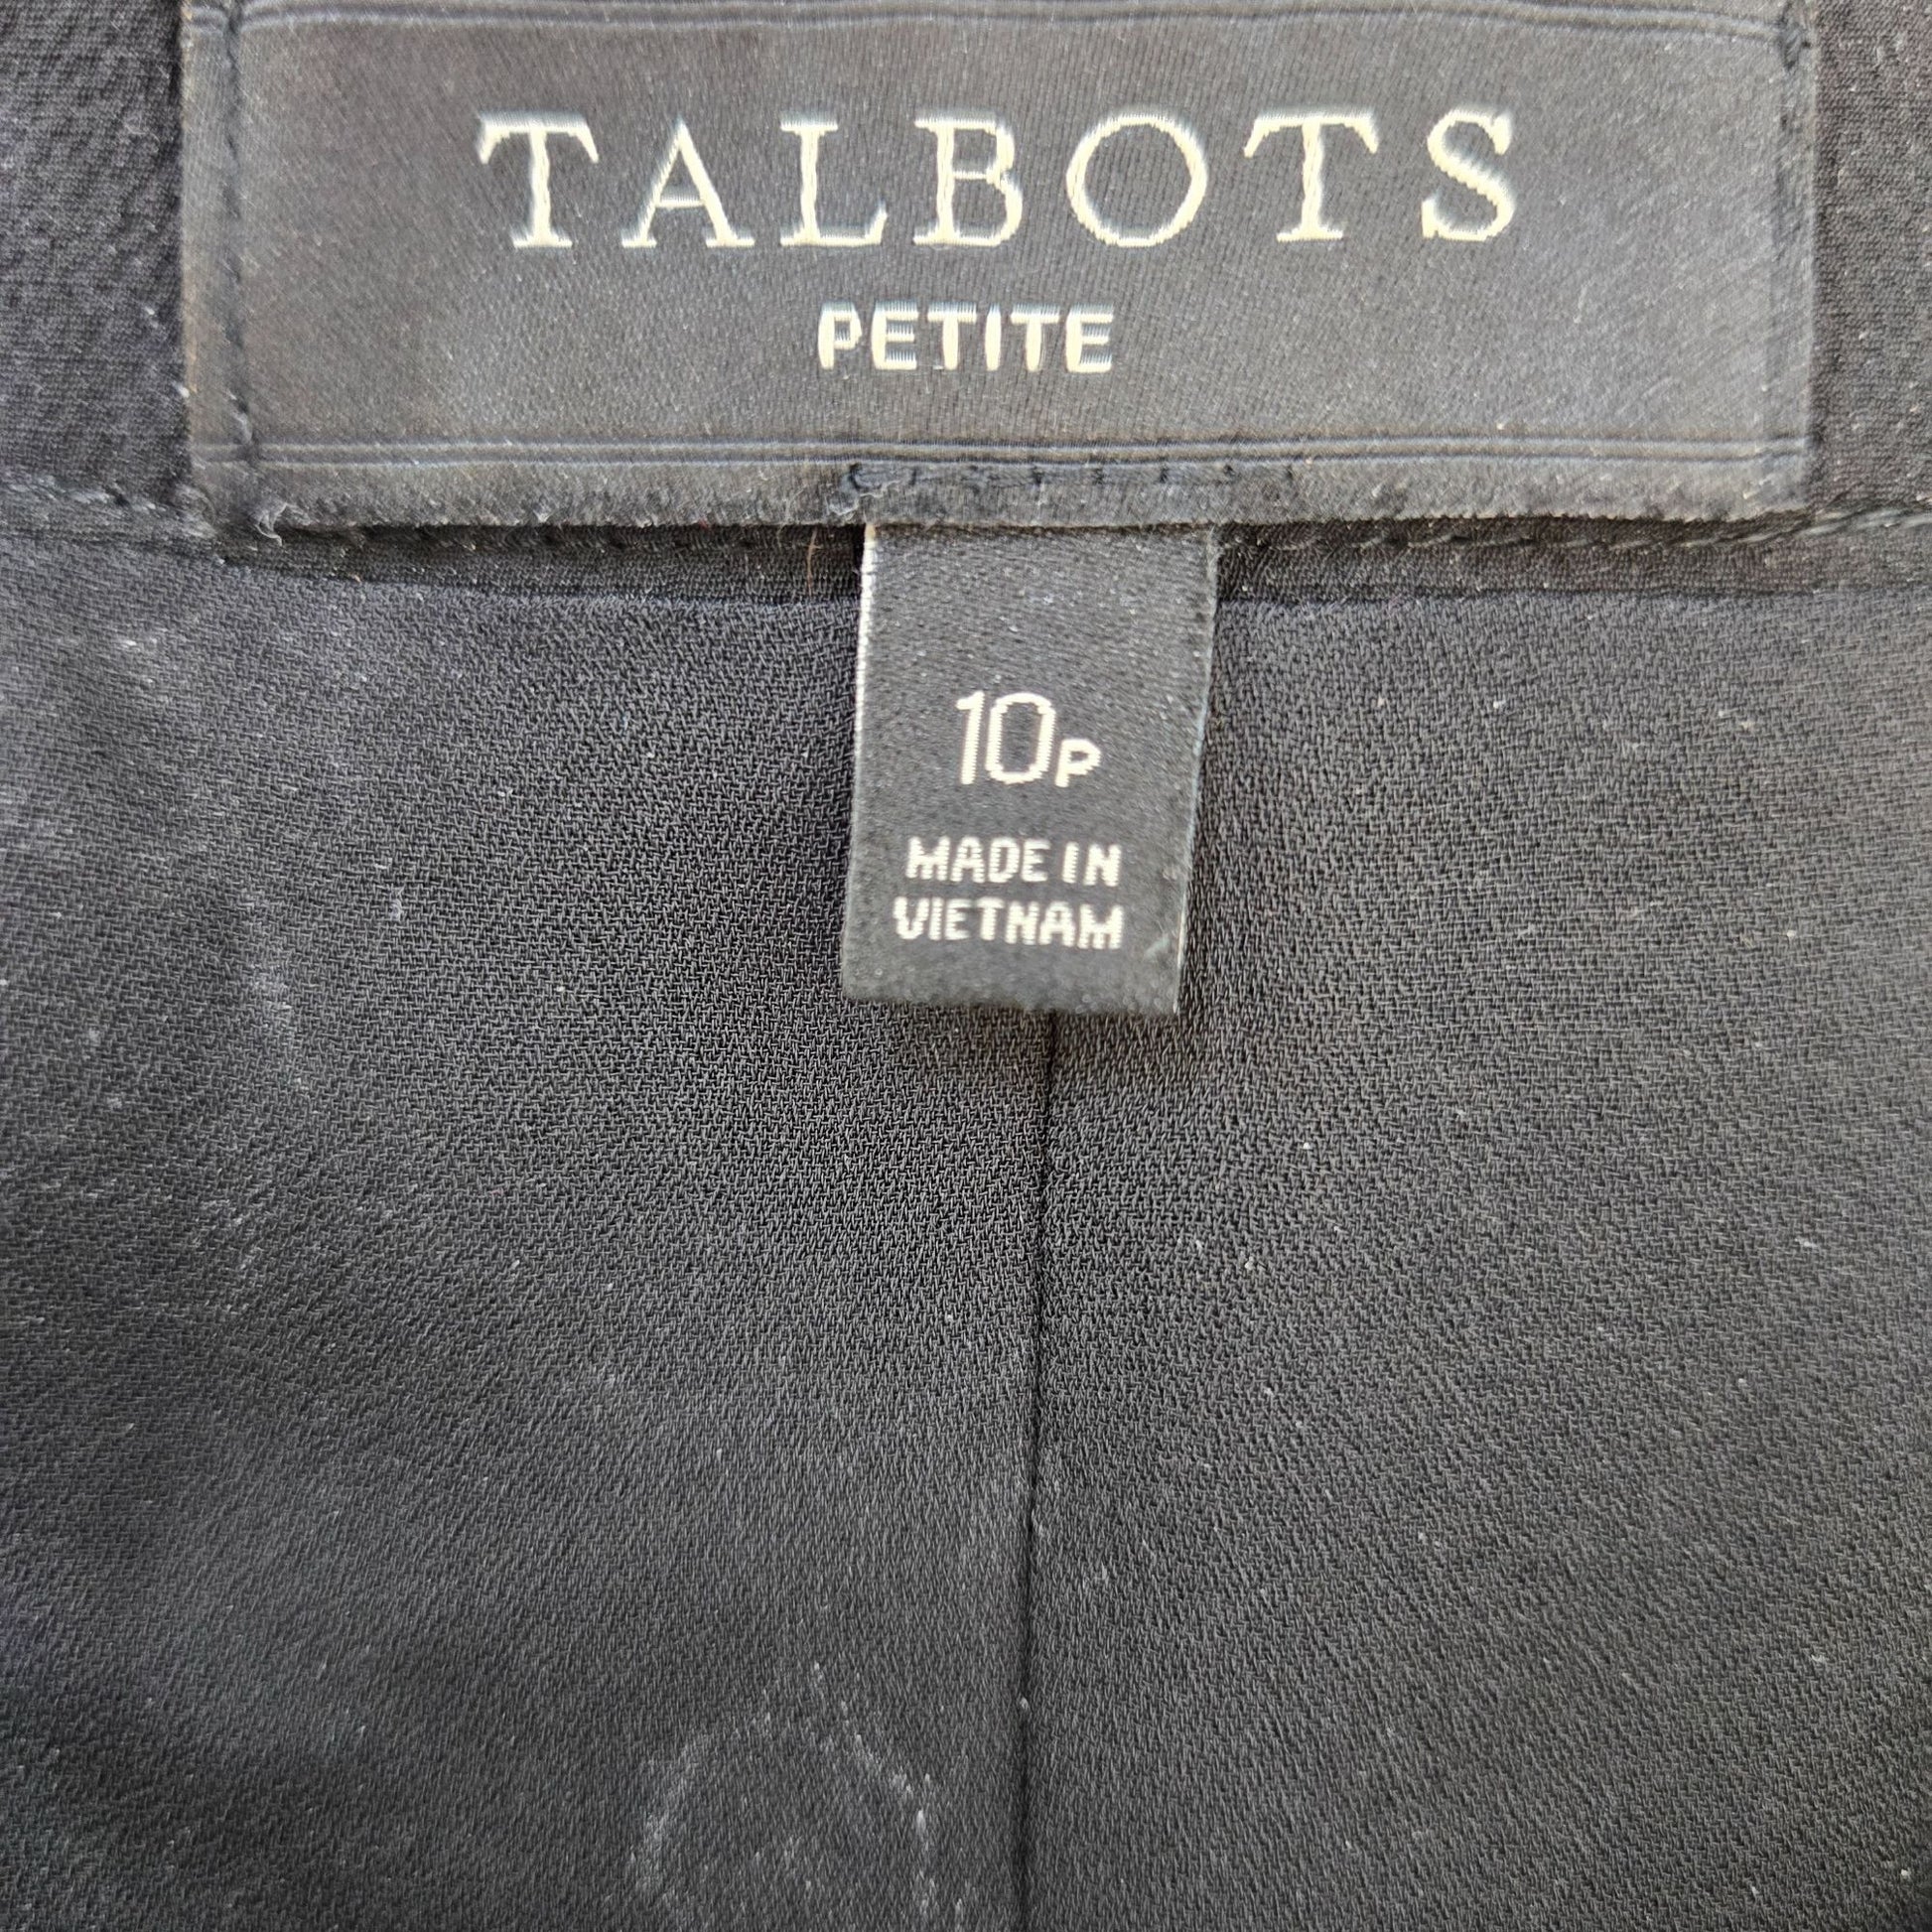 TALBOTS
PETITE
10P
MADE IN
VIETNAM